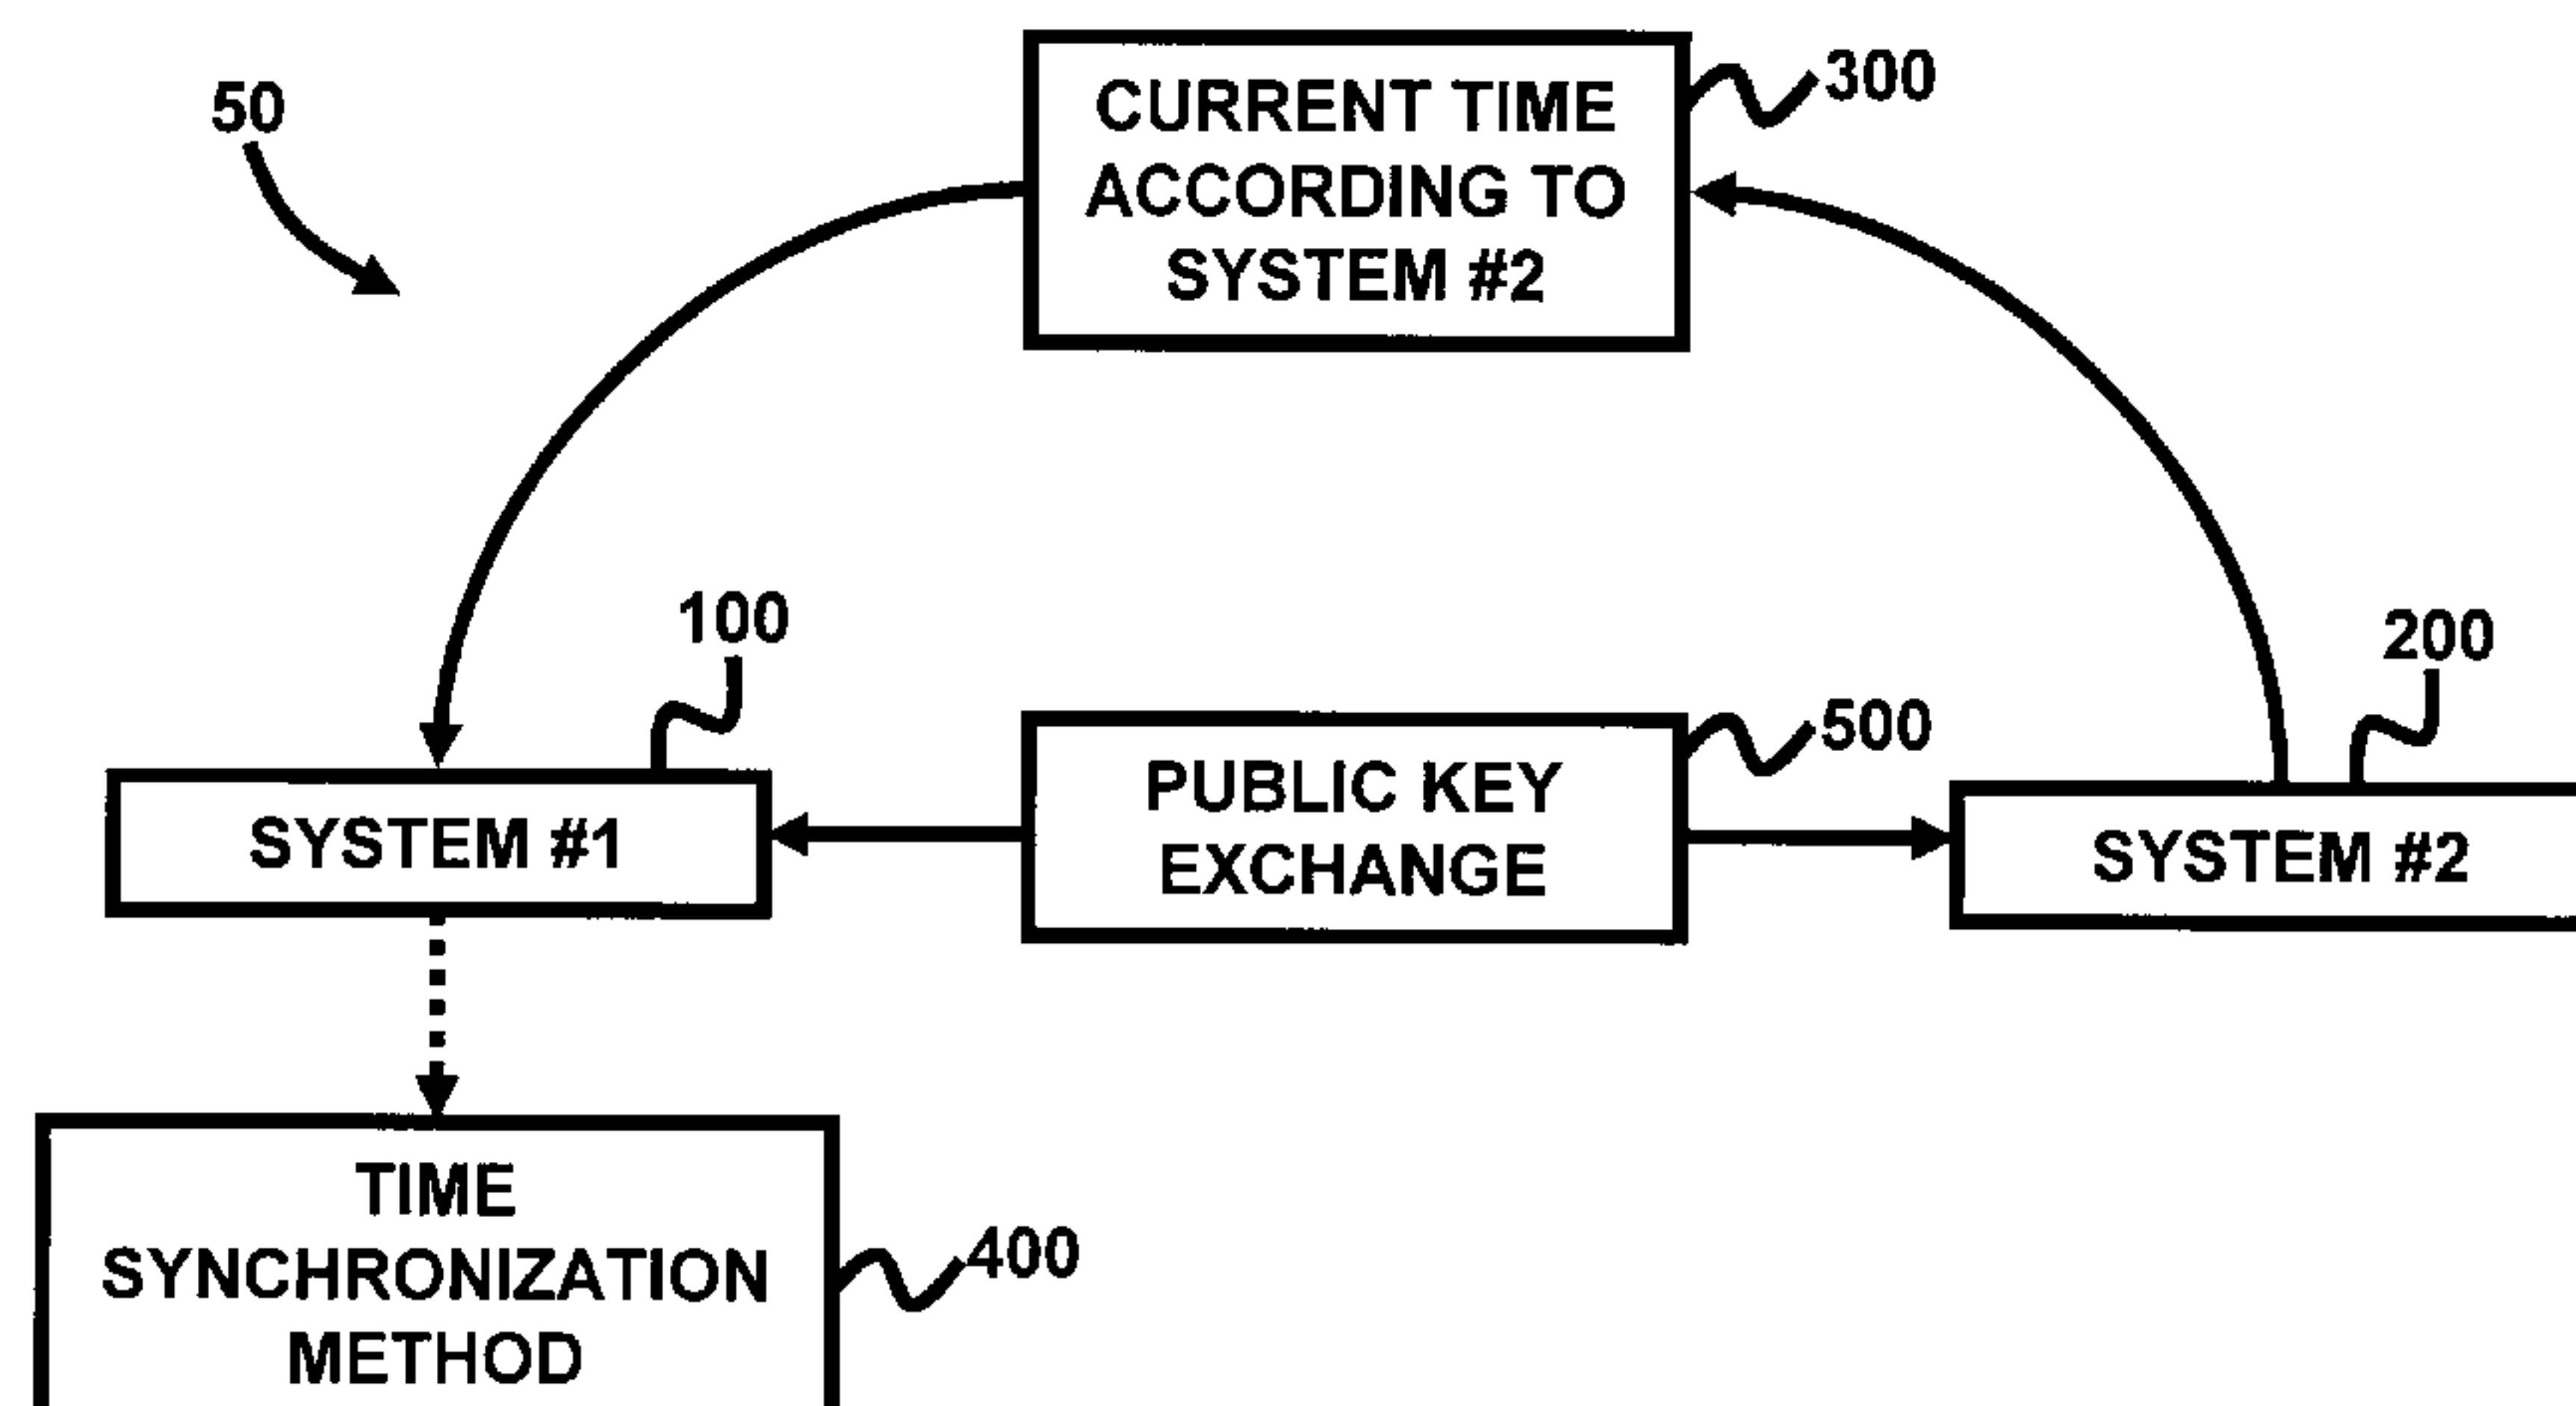 50
CURRENT TIME
ACCORDING TO
SYSTEM #2
300
100
SYSTEM #1
PUBLIC KEY
EXCHANGE
500
200
SYSTEM #2
TIME
SYNCHRONIZATION
METHOD
400